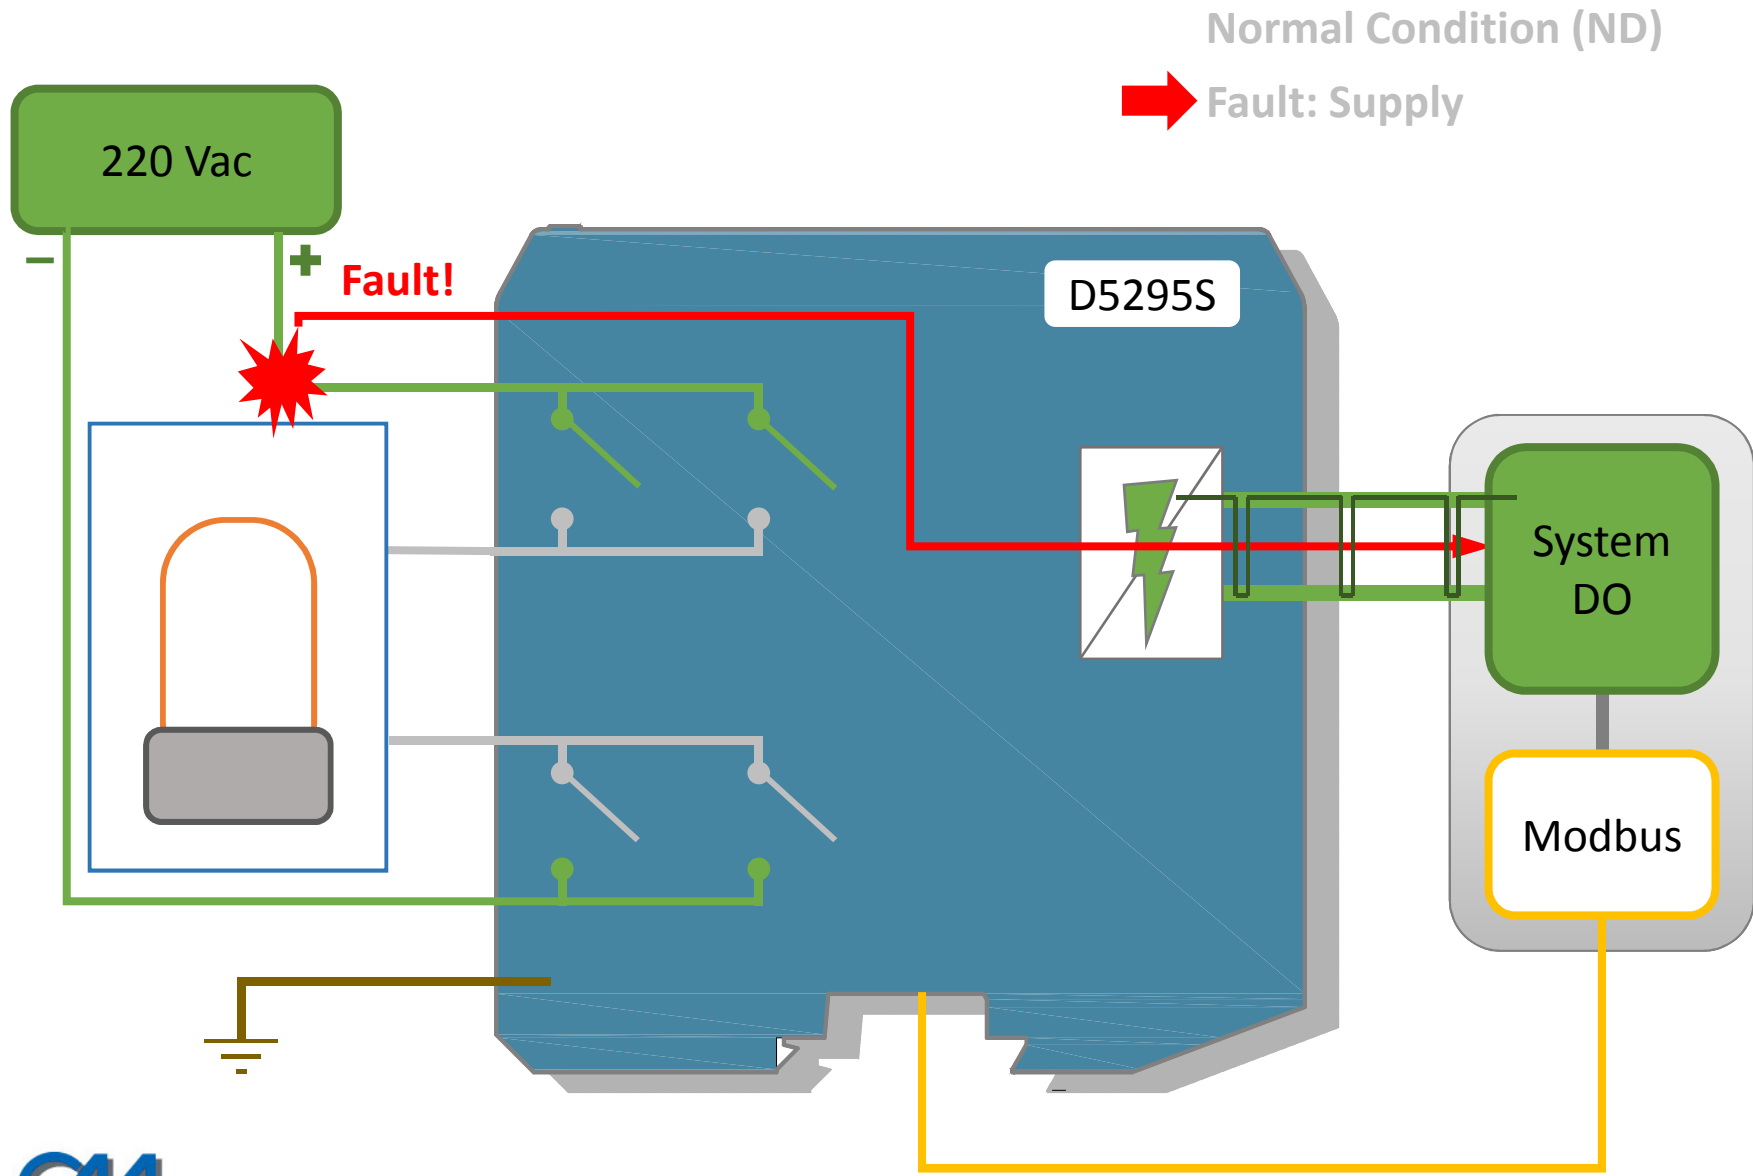 Normal Condition (ND)
Fault: Supply
220 Vac
−
+
Fault!
D5295S
System
DO
Modbus